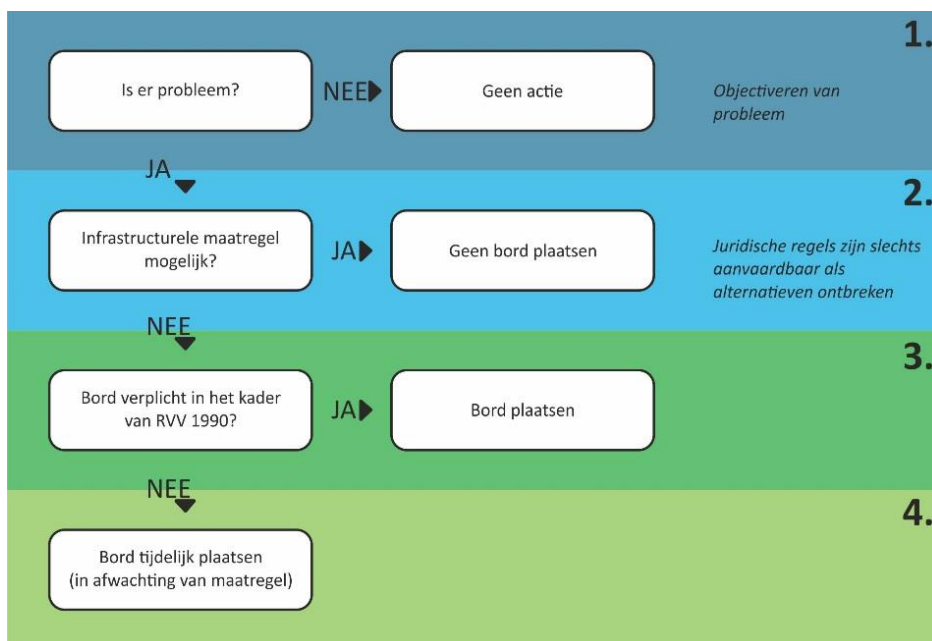 1.
Is er probleem?
NEE
Geen actie
Objectiveren van
probleem
JA
2.
Infrastructurele maatregel
mogelijk?
JA
Geen bord plaatsen
Juridische regels zijn slechts
aanvaardbaar als
alternatieven ontbreken
NEE
3.
Bord verplicht in het kader
van RVV 1990?
JA
Bord plaatsen
NEE
4.
Bord tijdelijk plaatsen
(in afwachting van maatregel)